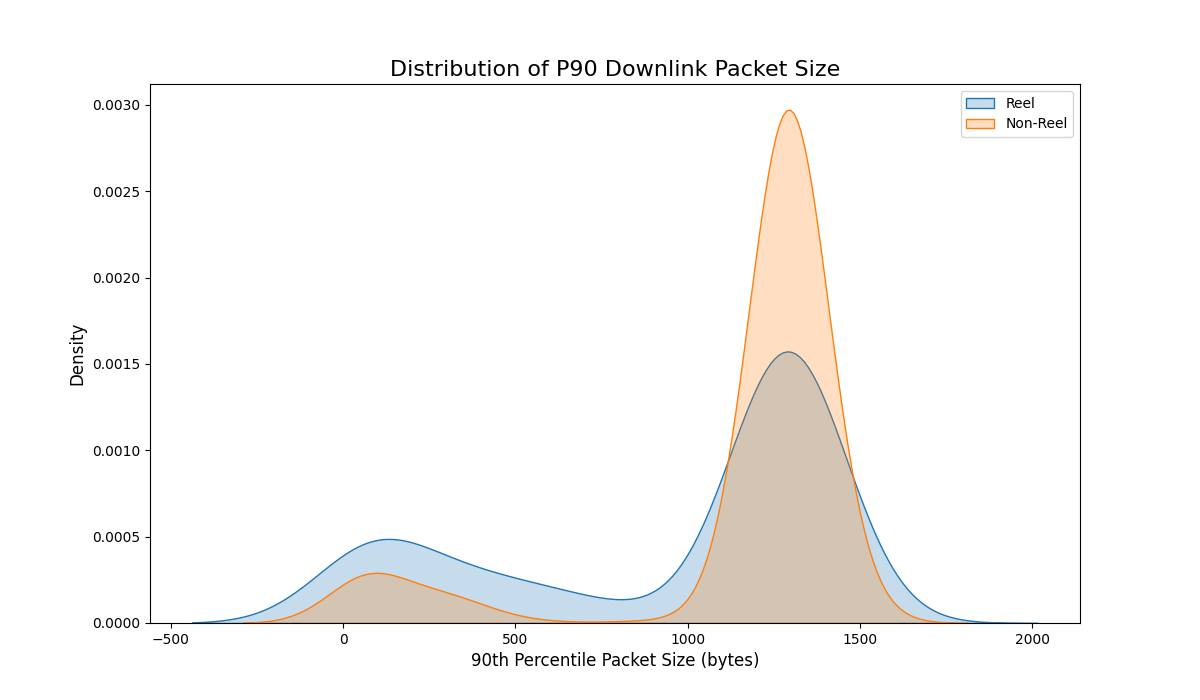 Distribution of P90 Downlink Packet Size
Reel
Non-Reel
0.0030
0.0025
0.0020
0.0015
0.0010
0.0005
0.0000
Density
−500
0
500
1000
1500
2000
90th Percentile Packet Size (bytes)